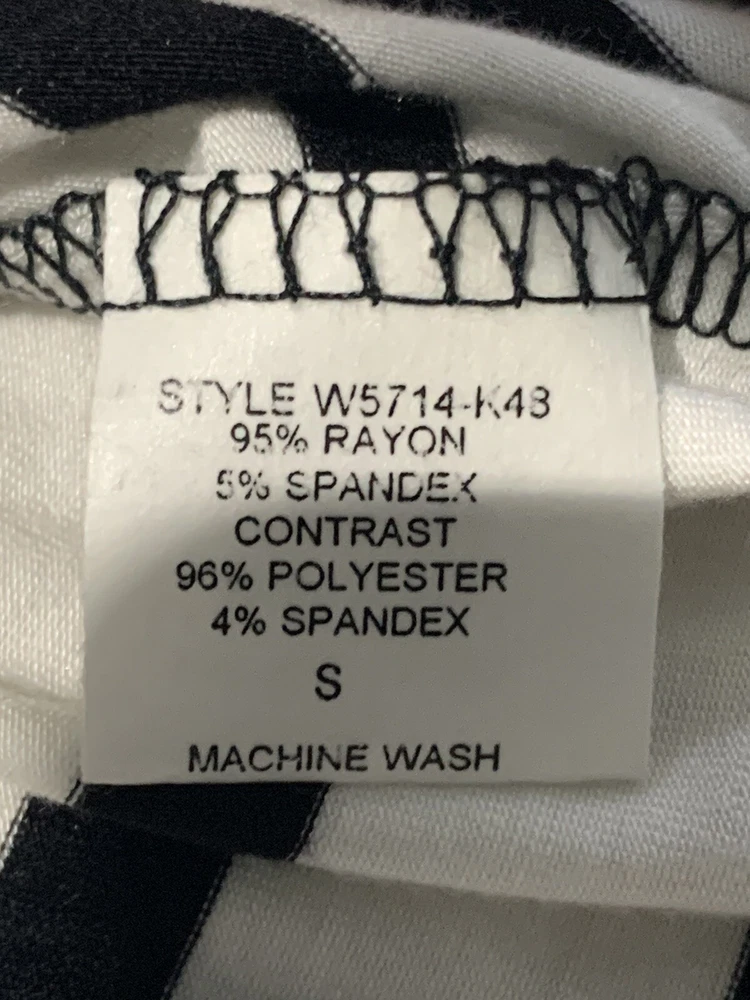 STYLE W5714-K48
95% RAYON
5% SPANDEX
CONTRAST
96% POLYESTER
4% SPANDEX
S
MACHINE WASH